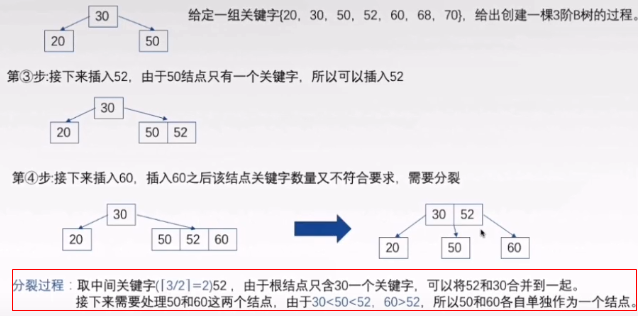 给定一组关键字{20，30，50，52，60，68，70}，给出创建一棵3阶B树的过程。
30
20 50
第③步:接下来插入52，由于50结点只有一个关键字，所以可以插入52
30
20 50 52
第④步:接下来插入60，插入60之后该结点关键字数量又不符合要求，需要分裂
30 30 52
20 50 52 60 20 50 60
分裂过程：取中间关键字(⌈3/2⌉=2)52，由于根结点只含30一个关键字，可以将52和30合并到一起。
接下来需要处理50和60这两个结点，由于30<50<52，60>52，所以50和60各自单独作为一个结点。